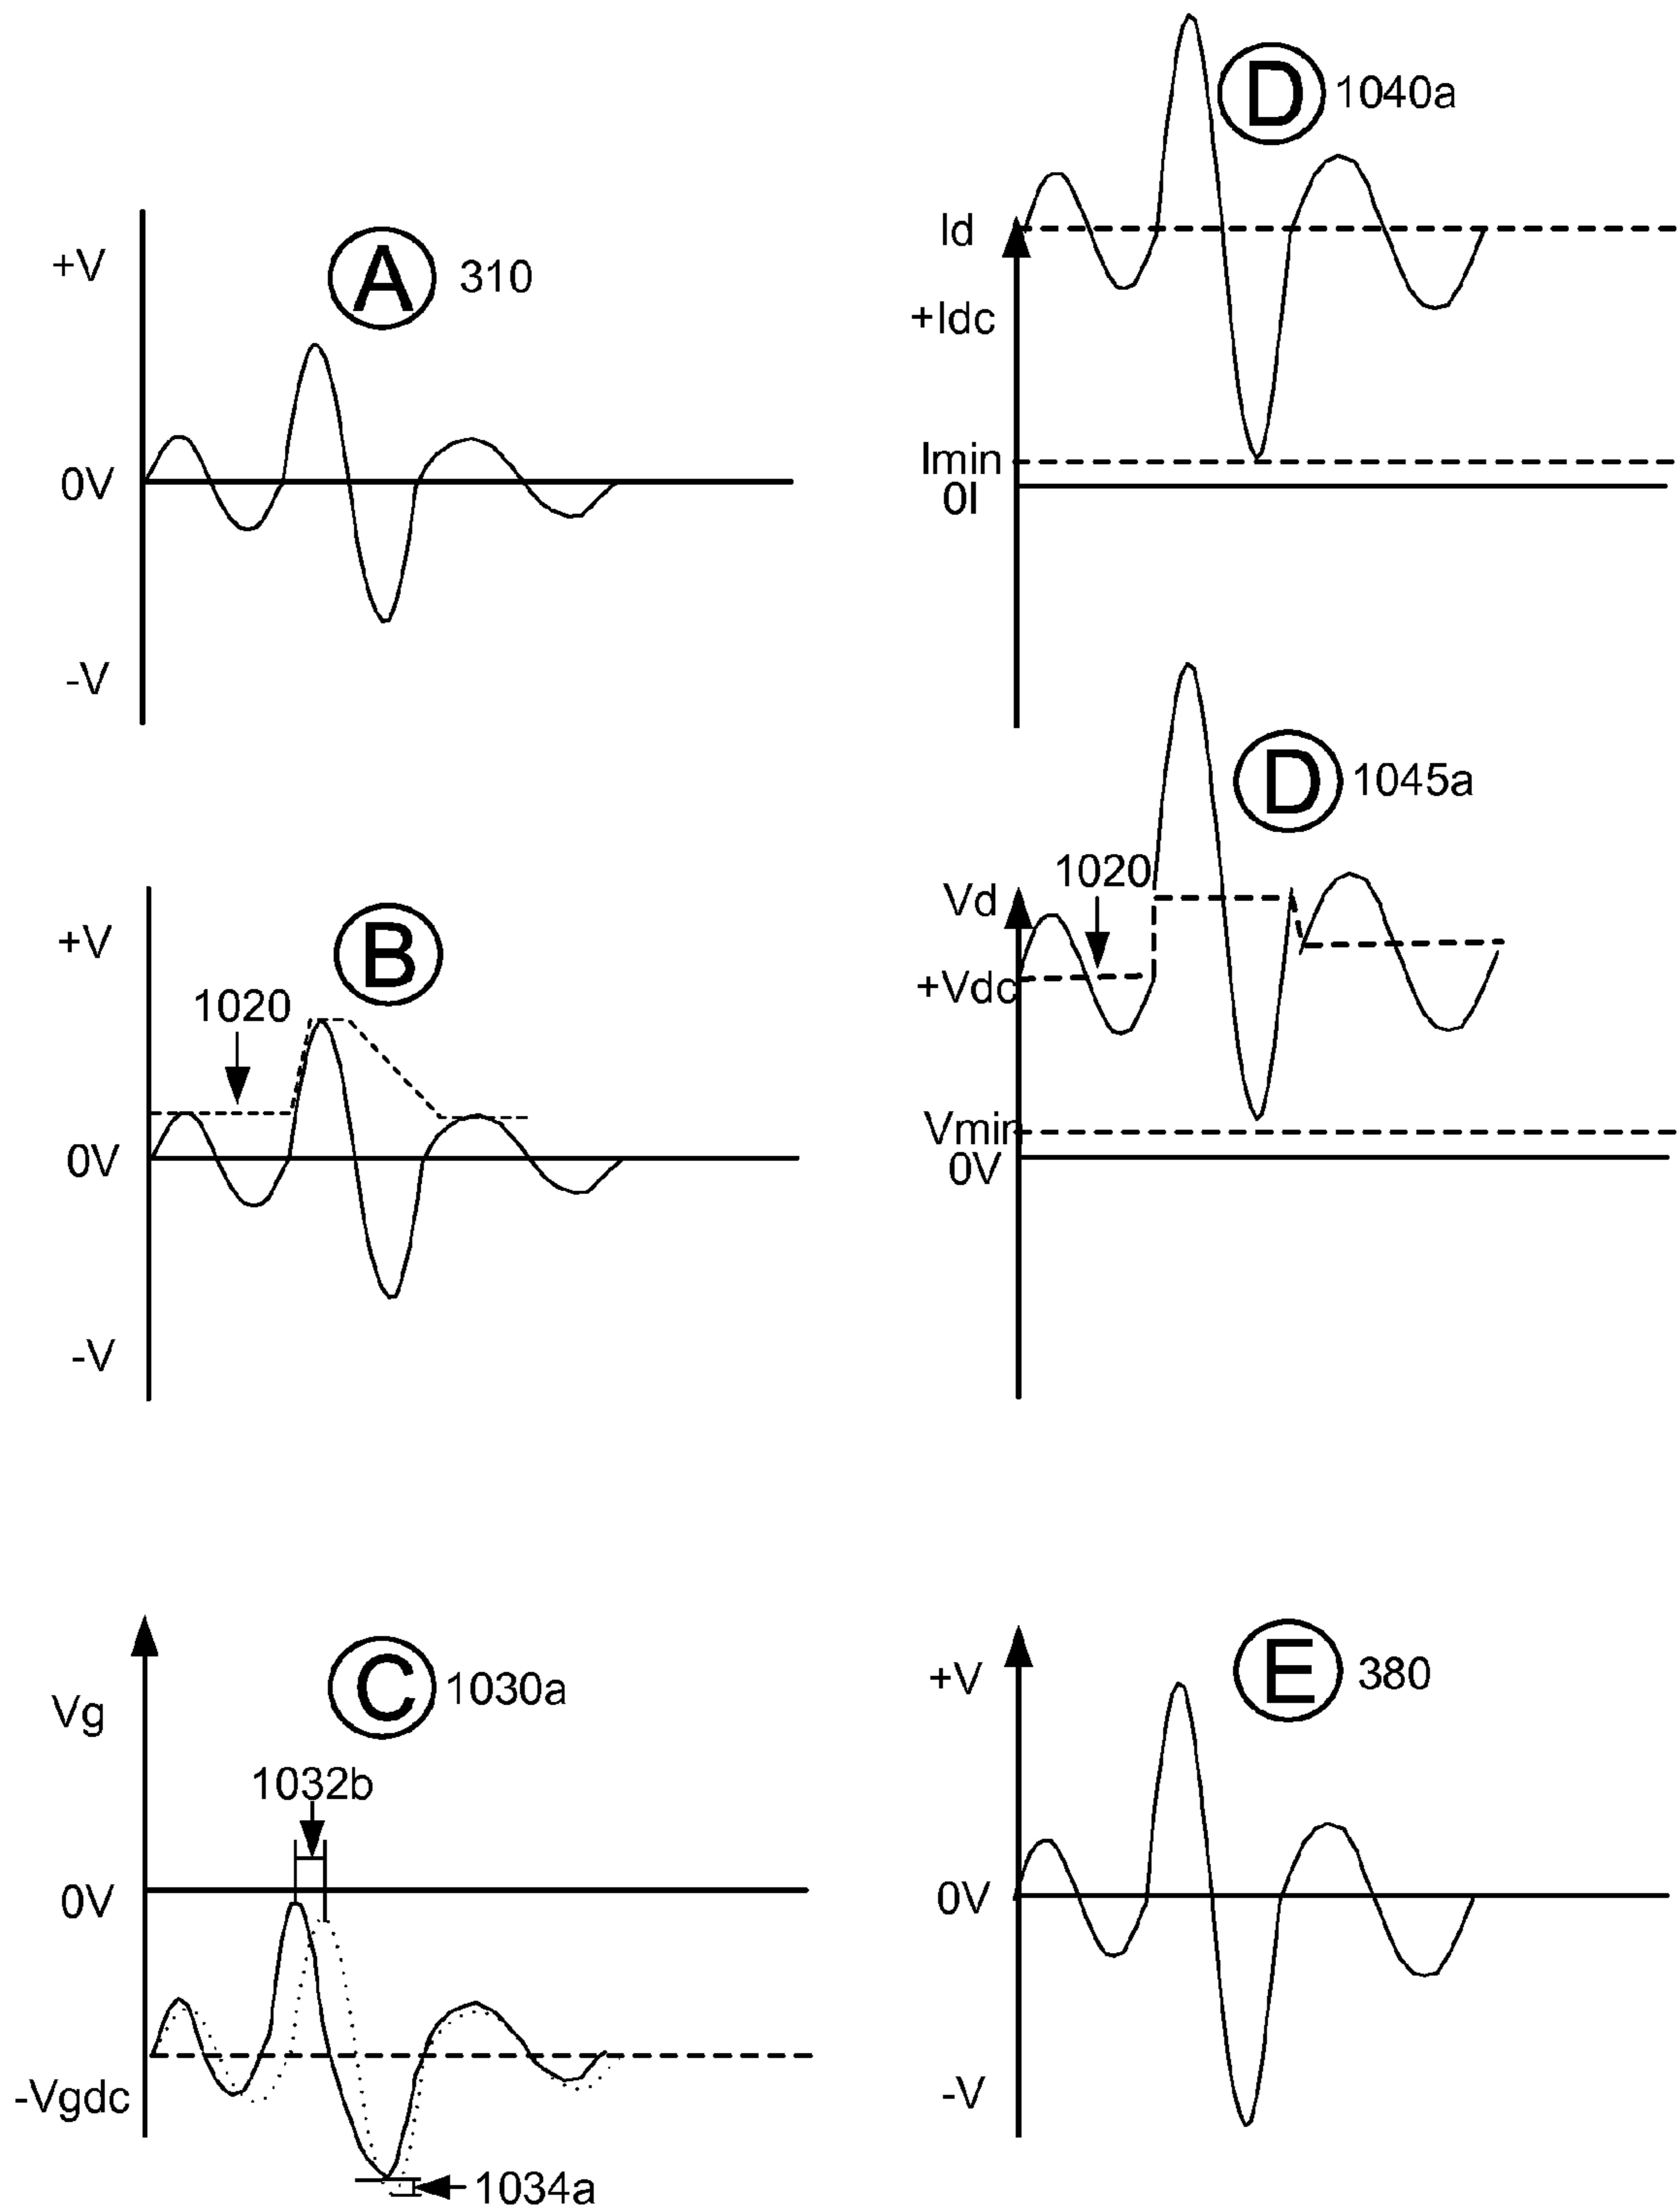 +V
A 310
0V
-V
+V
B
1020
0V
-V
C 1030a
Vg
1032b
0V
-Vgdc
1034a
D 1040a
Id
+Idc
Imin
0I
D 1045a
1020
Vd
+Vdc
Vmin
0V
E 380
+V
0V
-V